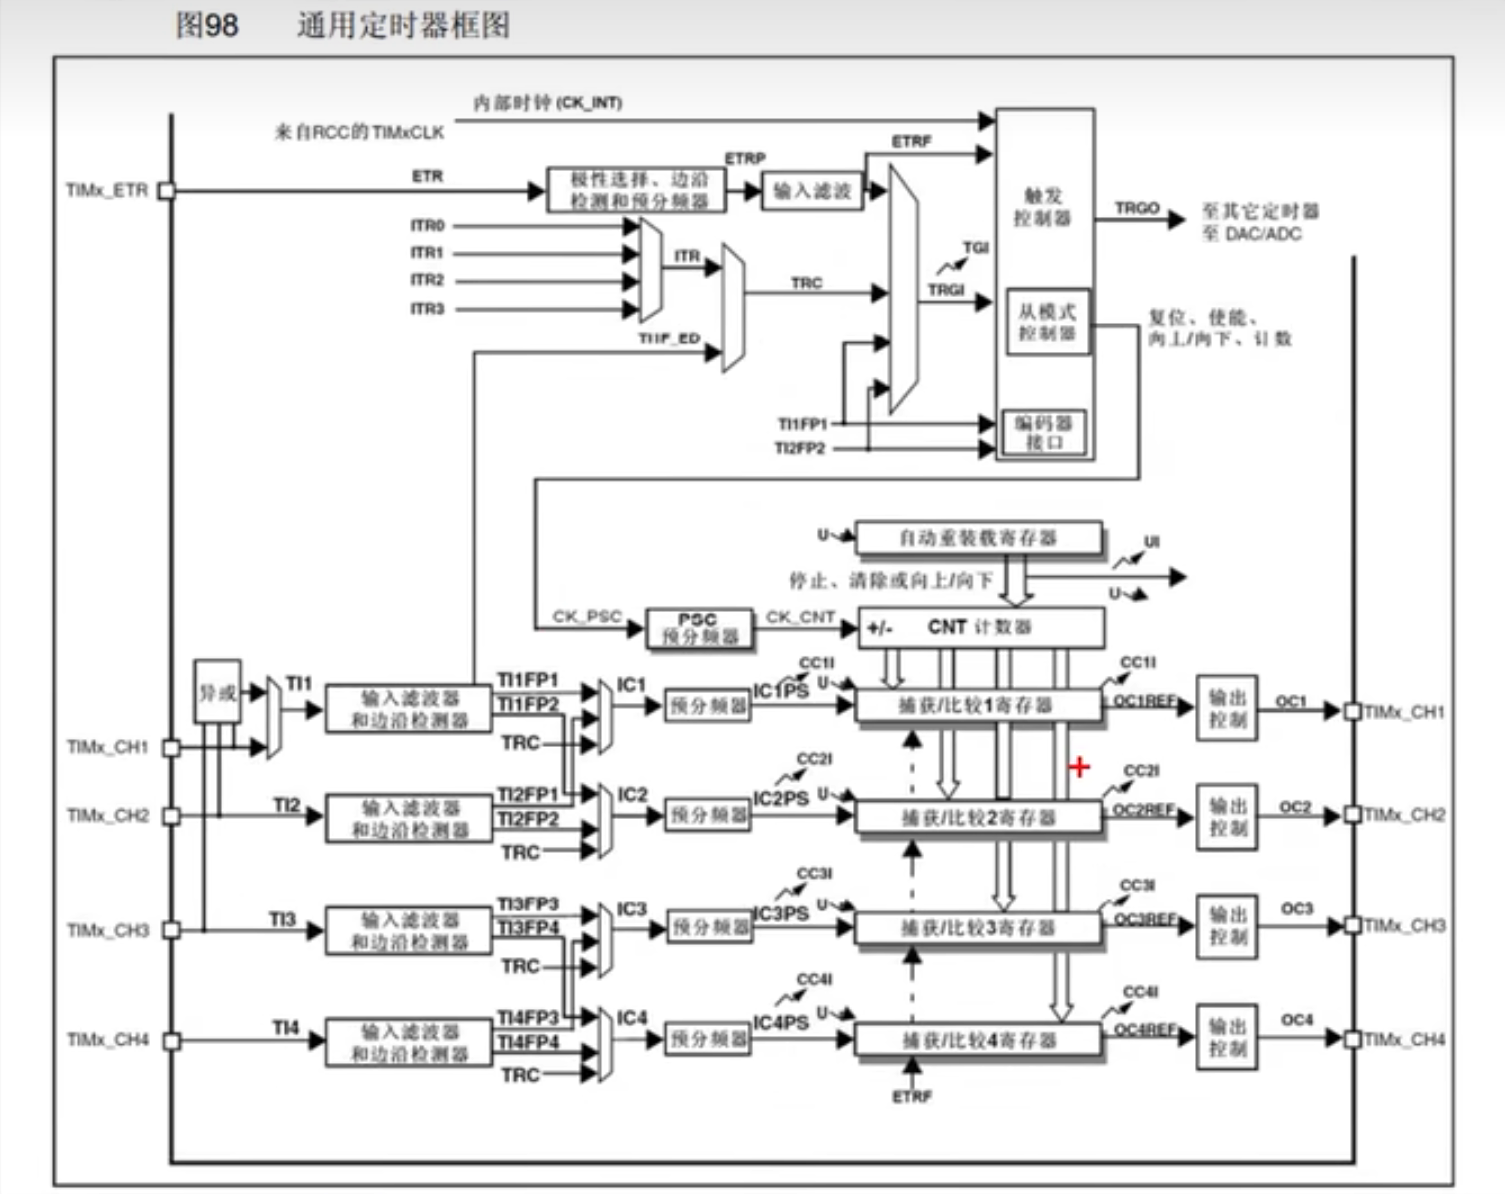 图98 通用定时器框图
内部时钟(CK_INT)
来自RCC的TIMxCLK
ETRF
ETRP
ETR
TIMx_ETR
极性选择、边沿
检测和预分频器
输入滤波
触发
控制器
TRGO
至其它定时器
至 DAC/ADC
ITR0
ITR1
ITR2
ITR3
ITR
TRC
TGI
TRGI
TI1F_ED
从模式
控制器
复位、使能、
向上/向下、计数
TI1FP1
TI2FP2
编码器
接口
U
自动重装载寄存器
UI
停止、清除或向上/向下
U
CK_PSC
PSC
预分频器
CK_CNT
+/-
CNT 计数器
异或
TI1
输入滤波器
和边沿检测器
TI1FP1
TI1FP2
TRC
IC1
预分频器
IC1PS
CC1I
U
捕获/比较1寄存器
CC1I
OC1REF
输出
控制
OC1
TIMx_CH1
TIMx_CH1
TIMx_CH2
TI2
输入滤波器
和边沿检测器
TI2FP1
TI2FP2
TRC
IC2
预分频器
IC2PS
CC2I
U
捕获/比较2寄存器
CC2I
OC2REF
输出
控制
OC2
TIMx_CH2
TIMx_CH3
TI3
输入滤波器
和边沿检测器
TI3FP3
TI3FP4
TRC
IC3
预分频器
IC3PS
CC3I
U
捕获/比较3寄存器
CC3I
OC3REF
输出
控制
OC3
TIMx_CH3
TIMx_CH4
TI4
输入滤波器
和边沿检测器
TI4FP3
TI4FP4
TRC
IC4
预分频器
IC4PS
CC4I
U
捕获/比较4寄存器
CC4I
OC4REF
输出
控制
OC4
TIMx_CH4
ETRF